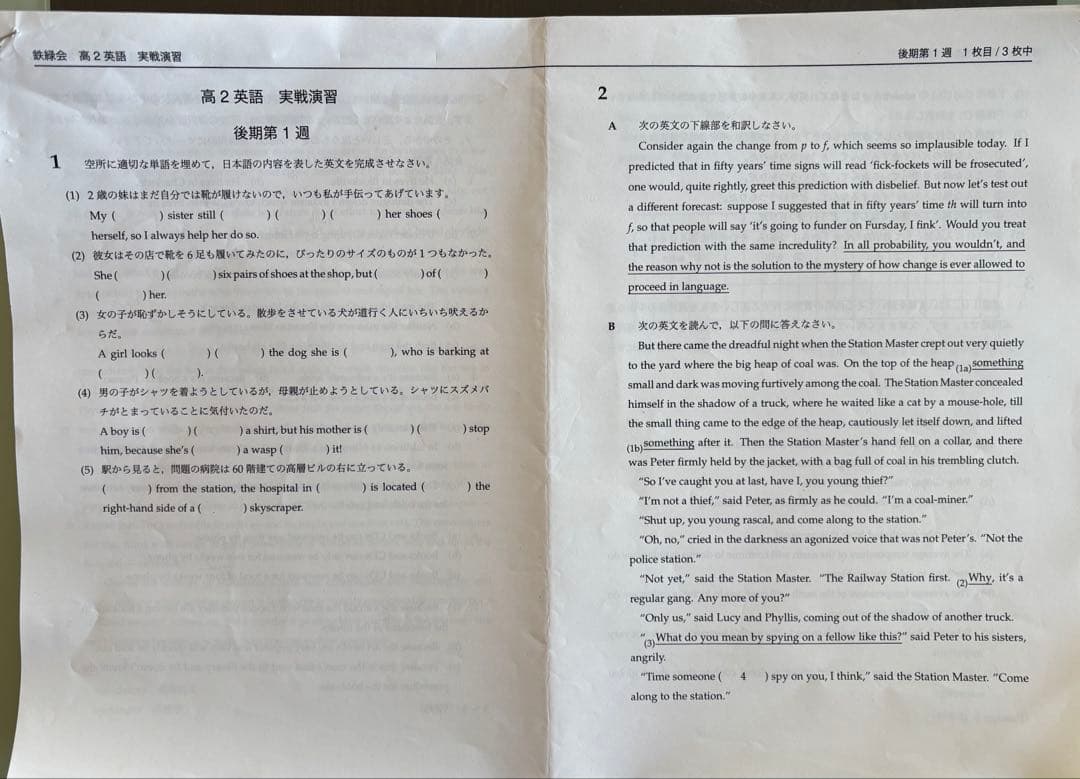 鉄緑会 高2英語 実戦演習
後期第1週 1枚目/3枚中
高2英語 実戦演習
後期第1週
1 空所に適切な単語を埋めて，日本語の内容を表した英文を完成させなさい。
(1) 2歳の妹はまだ自分では靴が履けないので，いつも私が手伝ってあげています。
My ( ) sister still ( ) ( ) ( ) her shoes ( )
herself, so I always help her do so.
(2) 彼女はその店で靴を6足も履いてみたのに，ぴったりのサイズのものが1つもなかった。
She ( ) ( ) six pairs of shoes at the shop, but ( ) of ( )
( ) her.
(3) 女の子が恥ずかしそうにしている。散歩をさせている犬が道行く人にいちいち吠えるか
らだ。
A girl looks ( ) ( ) the dog she is ( ), who is barking at
( ) ( ).
(4) 男の子がシャツを着ようとしているが，母親が止めようとしている。シャツにスズメバ
チがとまっていることに気付いたのだ。
A boy is ( ) ( ) a shirt, but his mother is ( ) ( ) stop
him, because she's ( ) a wasp ( ) it!
(5) 駅から見ると，問題の病院は60階建ての高層ビルの右に立っている。
( ) from the station, the hospital in ( ) is located ( ) the
right-hand side of a ( ) skyscraper.
2
A 次の英文の下線部を和訳しなさい。
Consider again the change from p to f, which seems so implausible today. If I
predicted that in fifty years' time signs will read 'fick-fockets will be frosecuted',
one would, quite rightly, greet this prediction with disbelief. But now let's test out
a different forecast: suppose I suggested that in fifty years' time th will turn into
f, so that people will say 'it's going to funder on Fursday, I fink'. Would you treat
that prediction with the same incredulity? In all probability, you wouldn't, and
the reason why not is the solution to the mystery of how change is ever allowed to
proceed in language.
B 次の英文を読んで，以下の問に答えなさい。
But there came the dreadful night when the Station Master crept out very quietly
to the yard where the big heap of coal was. On the top of the heap (1a)something
small and dark was moving furtively among the coal. The Station Master concealed
himself in the shadow of a truck, where he waited like a cat by a mouse-hole, till
the small thing came to the edge of the heap, cautiously let itself down, and lifted
(1b)something after it. Then the Station Master's hand fell on a collar, and there
was Peter firmly held by the jacket, with a bag full of coal in his trembling clutch.
"So I've caught you at last, have I, you young thief?"
"I'm not a thief," said Peter, as firmly as he could. "I'm a coal-miner."
"Shut up, you young rascal, and come along to the station."
"Oh, no," cried in the darkness an agonized voice that was not Peter's. "Not the
police station."
"Not yet," said the Station Master. "The Railway Station first. (2)Why, it's a
regular gang. Any more of you?"
"Only us," said Lucy and Phyllis, coming out of the shadow of another truck.
"(3)What do you mean by spying on a fellow like this?" said Peter to his sisters,
angrily.
"Time someone ( 4 ) spy on you, I think," said the Station Master. "Come
along to the station."